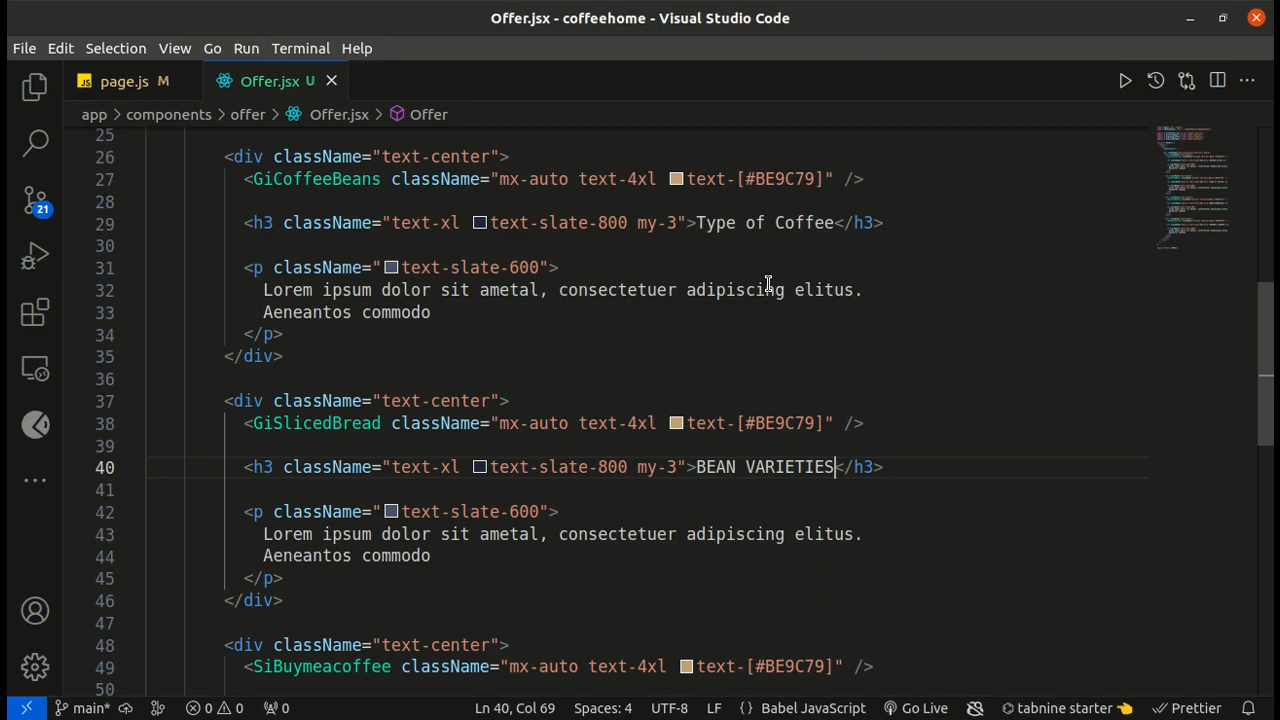 Offer.jsx - coffeehome - Visual Studio Code
File Edit Selection View Go Run Terminal Help
JS page.js M Offer.jsx U
app > components > offer > Offer.jsx > Offer
25
26 <div className="text-center">
27 <GiCoffeeBeans className="mx-auto text-4xl text-[#BE9C79]" />
28
29 <h3 className="text-xl text-slate-800 my-3">Type of Coffee</h3>
30
31 <p className="text-slate-600">
32 Lorem ipsum dolor sit ametal, consectetuer adipiscing elitus.
33 Aeneantos commodo
34 </p>
35 </div>
36
37 <div className="text-center">
38 <GiSlicedBread className="mx-auto text-4xl text-[#BE9C79]" />
39
40 <h3 className="text-xl text-slate-800 my-3">BEAN VARIETIES</h3>
41
42 <p className="text-slate-600">
43 Lorem ipsum dolor sit ametal, consectetuer adipiscing elitus.
44 Aeneantos commodo
45 </p>
46 </div>
47
48 <div className="text-center">
49 <SiBuymeacoffee className="mx-auto text-4xl text-[#BE9C79]" />
50
21
main* 0 0 0 Ln 40, Col 69 Spaces: 4 UTF-8 LF {} Babel JavaScript Go Live tabnine starter 👈 Prettier